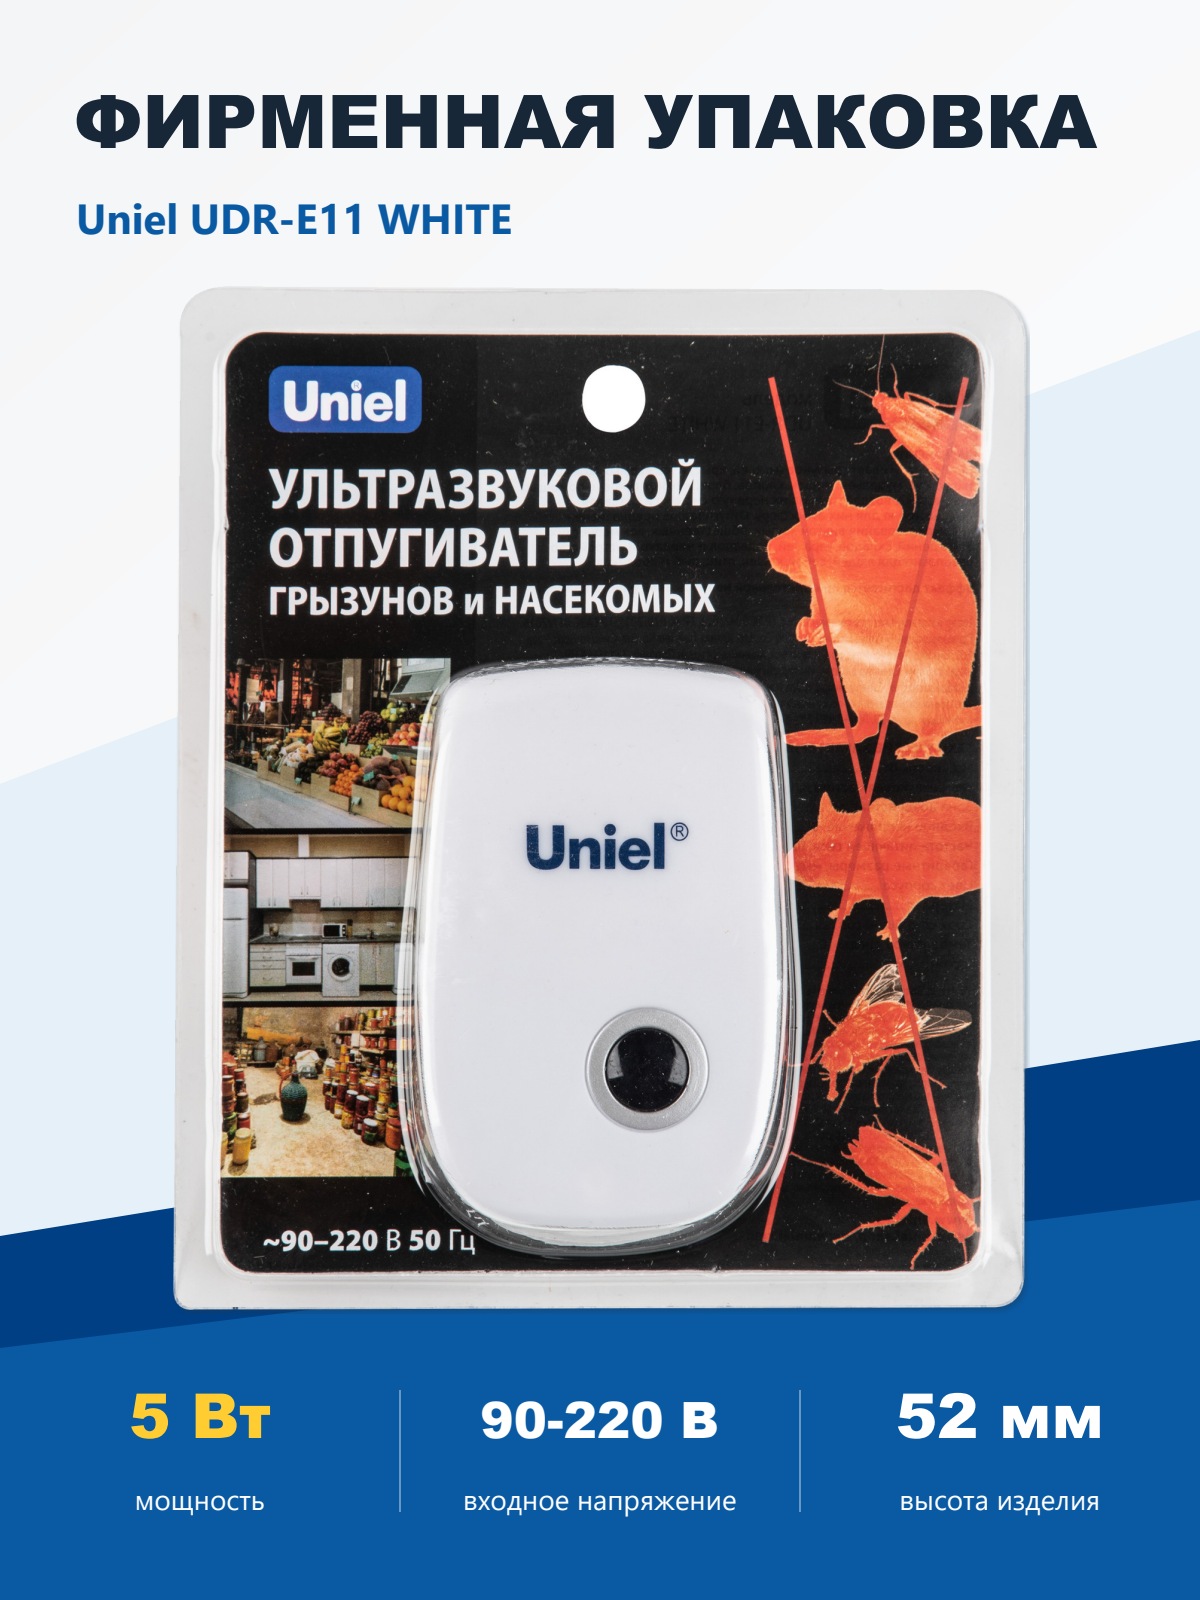 ФИРМЕННАЯ УПАКОВКА
Uniel UDR-E11 WHITE
Uniel®
УЛЬТРАЗВУКОВОЙ
ОТПУГИВАТЕЛЬ
ГРЫЗУНОВ и НАСЕКОМЫХ
Uniel®
~90–220 В 50 Гц
5 Вт
90-220 В
52 мм
мощность
входное напряжение
высота изделия